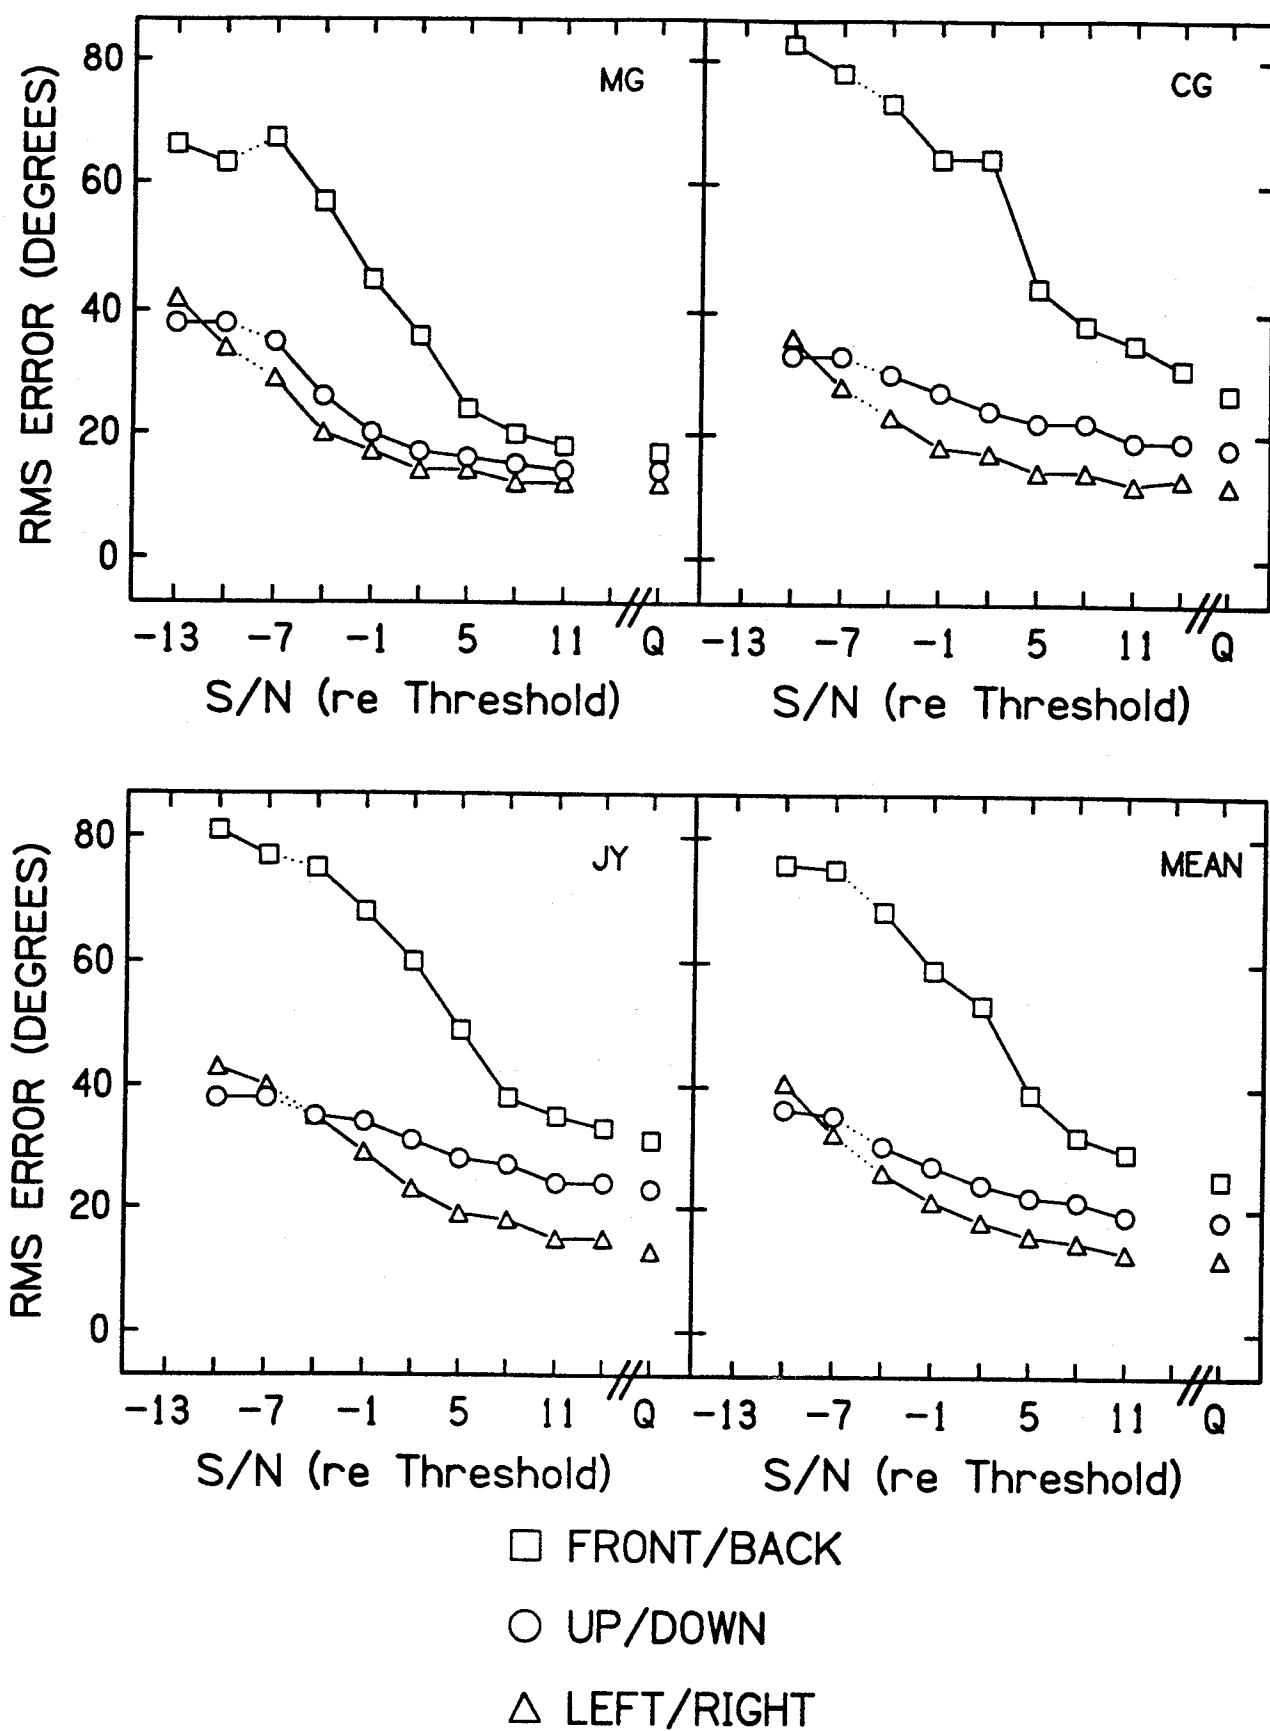 MG
CG
80
60
40
20
0
RMS ERROR (DEGREES)
-13 -7 -1 5 11 Q
-13 -7 -1 5 11 Q
S/N (re Threshold)
S/N (re Threshold)
JY
MEAN
80
60
40
20
0
RMS ERROR (DEGREES)
-13 -7 -1 5 11 Q
-13 -7 -1 5 11 Q
S/N (re Threshold)
S/N (re Threshold)
FRONT/BACK
UP/DOWN
LEFT/RIGHT